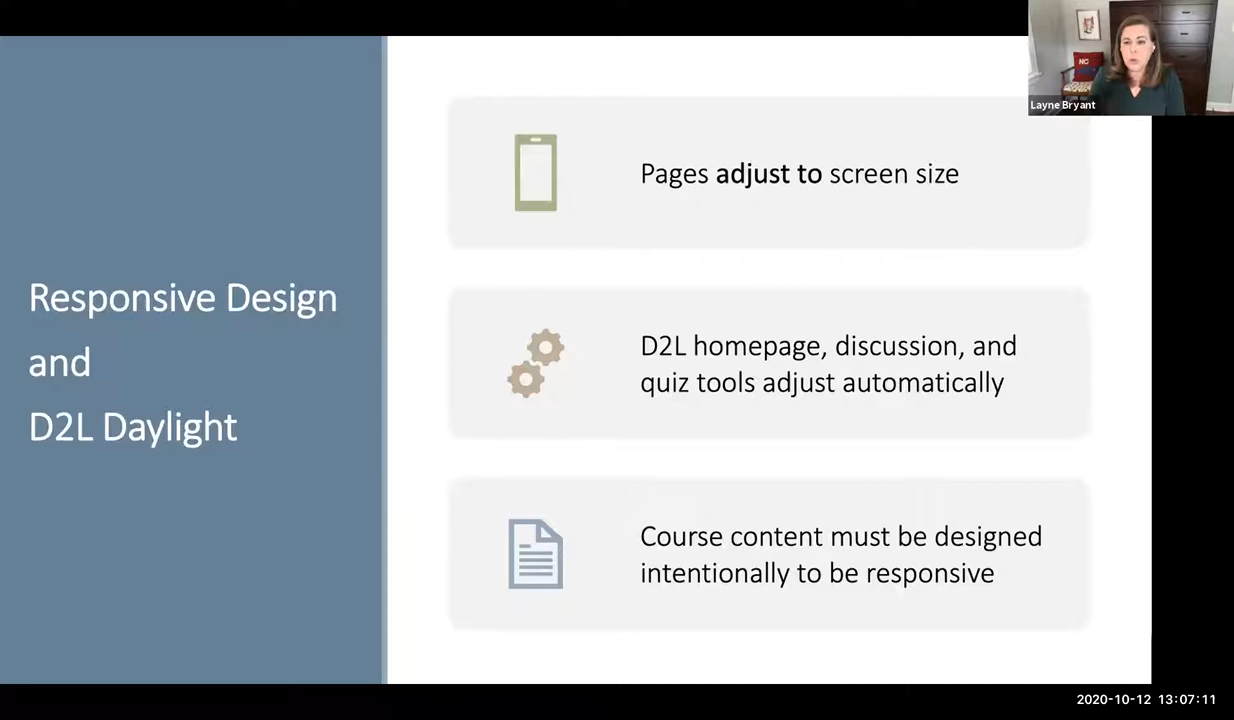 Responsive Design
and
D2L Daylight
Pages adjust to screen size
D2L homepage, discussion, and
quiz tools adjust automatically
Course content must be designed
intentionally to be responsive
NC
Layne Bryant
2020-10-12 13:07:11